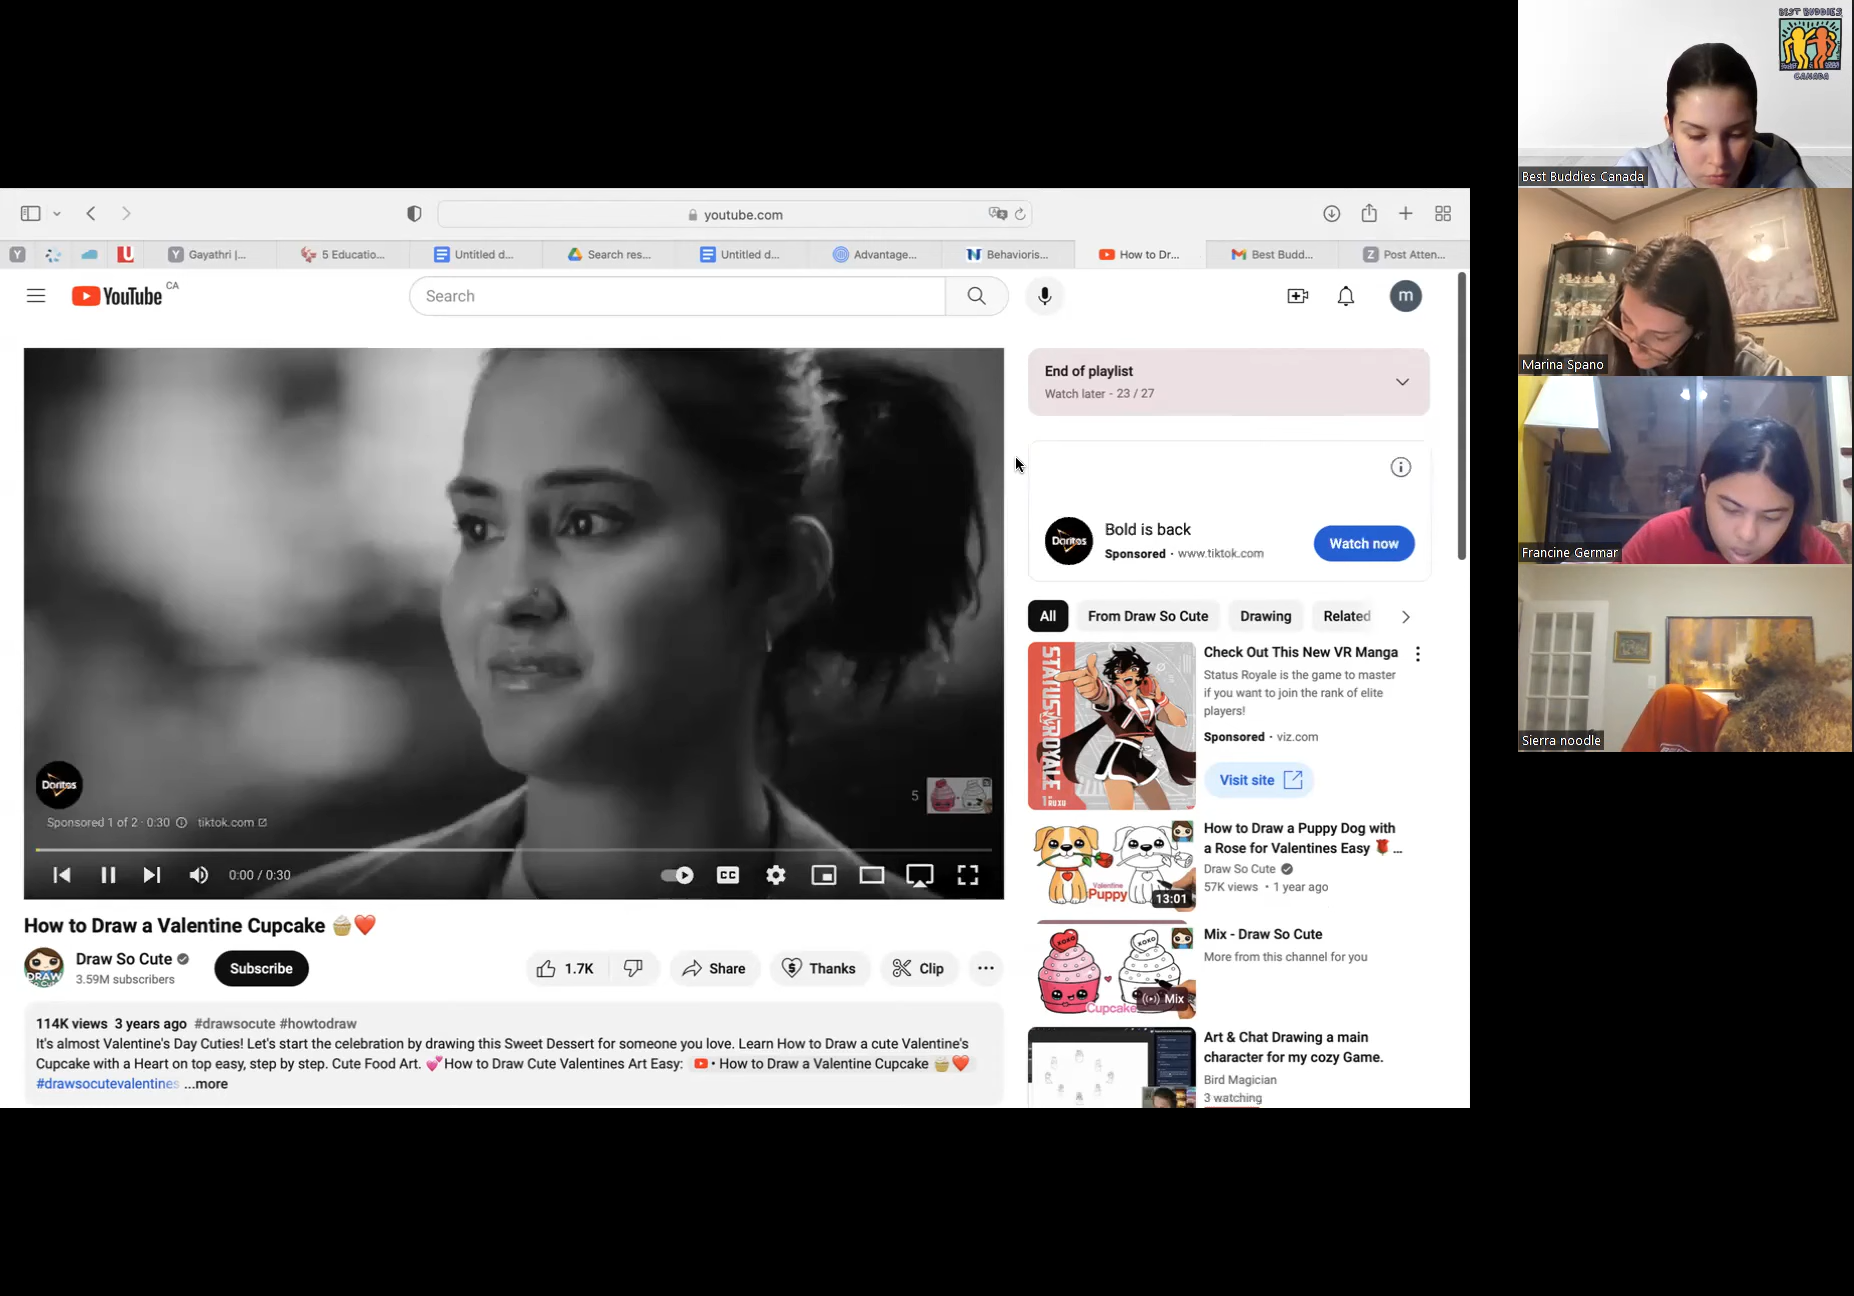 BEST BUDDIES
CANADA
Best Buddies Canada
Marina Spano
Francine Germar
Sierra noodle
youtube.com
Gayathri |...
5 Educatio...
Untitled d...
Search res...
Untitled d...
Advantage...
Behavioris...
How to Dr...
Best Budd...
Post Atten...
YouTube CA
Search
m
End of playlist
Watch later - 23 / 27
Doritos
Bold is back
Sponsored · www.tiktok.com
Watch now
All
From Draw So Cute
Drawing
Related
STATUS ROYALE
Check Out This New VR Manga
Status Royale is the game to master
if you want to join the rank of elite
players!
Sponsored · viz.com
Visit site
Doritos
5
Sponsored 1 of 2 · 0:30 tiktok.com
0:00 / 0:30
CC
Valentine
Puppy
13:01
How to Draw a Puppy Dog with
a Rose for Valentines Easy 🌹 ...
Draw So Cute
57K views • 1 year ago
XOXO
XOXO
Cupcake
Mix
Mix - Draw So Cute
More from this channel for you
Art & Chat Drawing a main
character for my cozy Game.
Bird Magician
3 watching
How to Draw a Valentine Cupcake 🧁❤️
DRAW
Draw So Cute
3.59M subscribers
Subscribe
1.7K
Share
Thanks
Clip
114K views 3 years ago #drawsocute #howtodraw
It's almost Valentine's Day Cuties! Let's start the celebration by drawing this Sweet Dessert for someone you love. Learn How to Draw a cute Valentine's
Cupcake with a Heart on top easy, step by step. Cute Food Art. 💕How to Draw Cute Valentines Art Easy: • How to Draw a Valentine Cupcake 🧁❤️
#drawsocutevalentines ...more